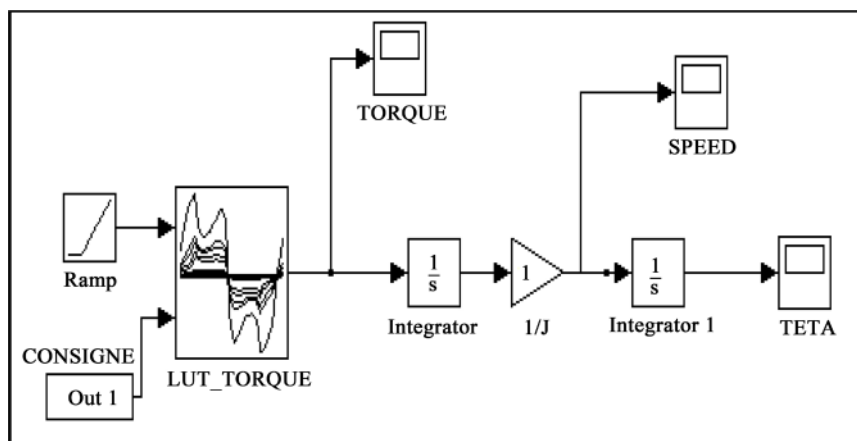 TORQUE
SPEED
Ramp
1
s
Integrator
1
1/J
1
s
Integrator 1
TETA
CONSIGNE
Out 1
LUT_TORQUE